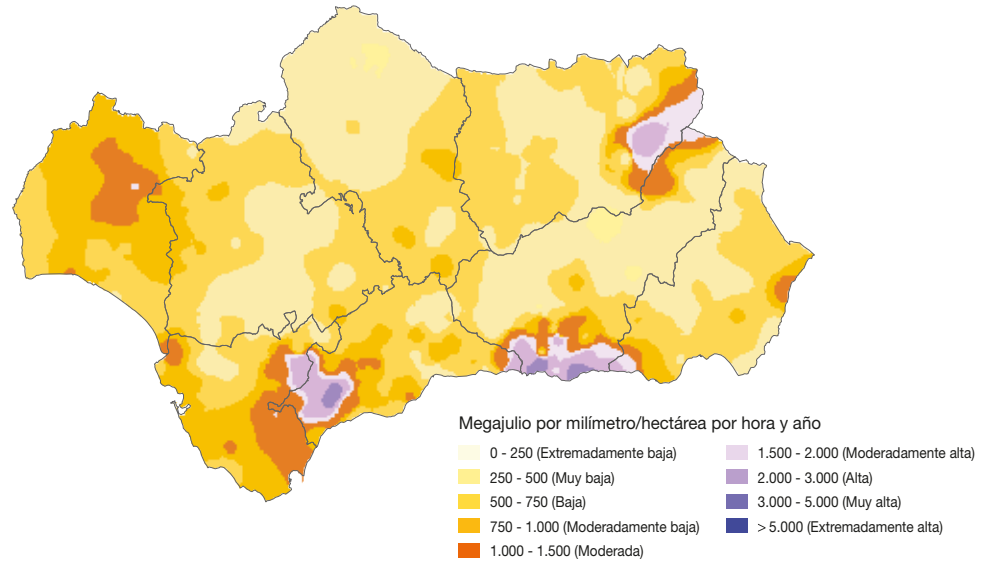 Megajulio por milímetro/hectárea por hora y año
0 - 250 (Extremadamente baja)
250 - 500 (Muy baja)
500 - 750 (Baja)
750 - 1.000 (Moderadamente baja)
1.000 - 1.500 (Moderada)
1.500 - 2.000 (Moderadamente alta)
2.000 - 3.000 (Alta)
3.000 - 5.000 (Muy alta)
> 5.000 (Extremadamente alta)